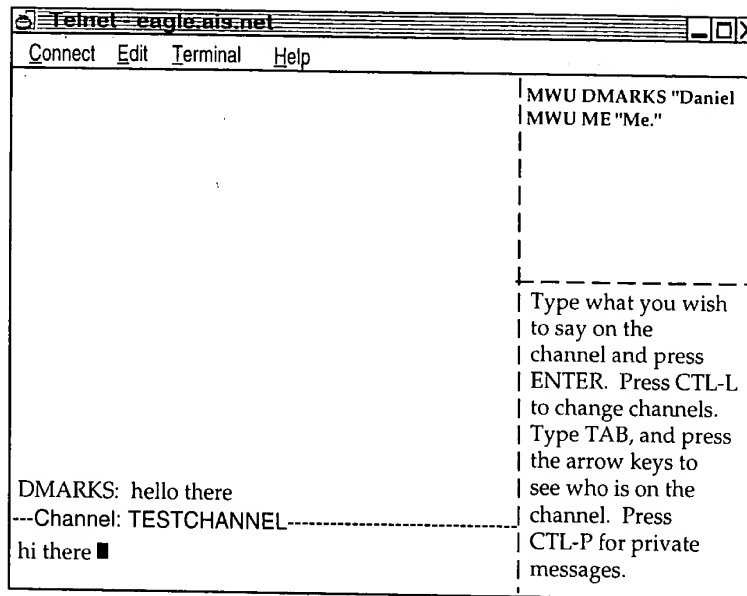 Telnet - eagle.ais.net
Connect Edit Terminal Help
MWU DMARKS "Daniel
MWU ME "Me."
Type what you wish
to say on the
channel and press
ENTER. Press CTL-L
to change channels.
Type TAB, and press
the arrow keys to
see who is on the
channel. Press
CTL-P for private
messages.
DMARKS: hello there
---Channel: TESTCHANNEL---------------------------
hi there